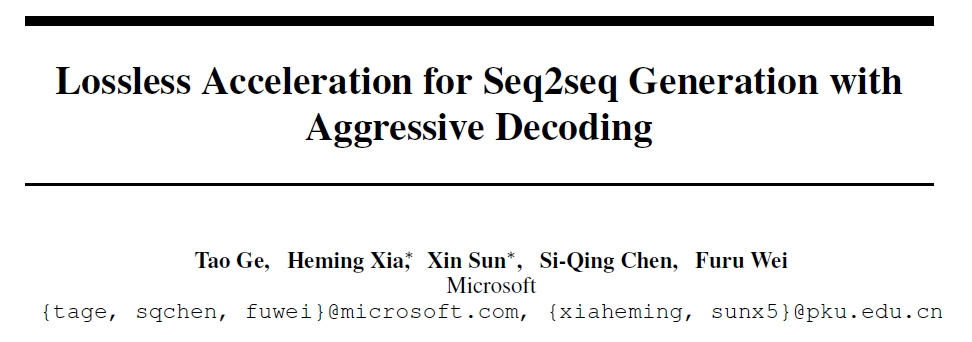 Lossless Acceleration for Seq2seq Generation with
Aggressive Decoding
Tao Ge, Heming Xia,* Xin Sun*, Si-Qing Chen, Furu Wei
Microsoft
{tage, sqchen, fuwei}@microsoft.com, {xiaheming, sunx5}@pku.edu.cn